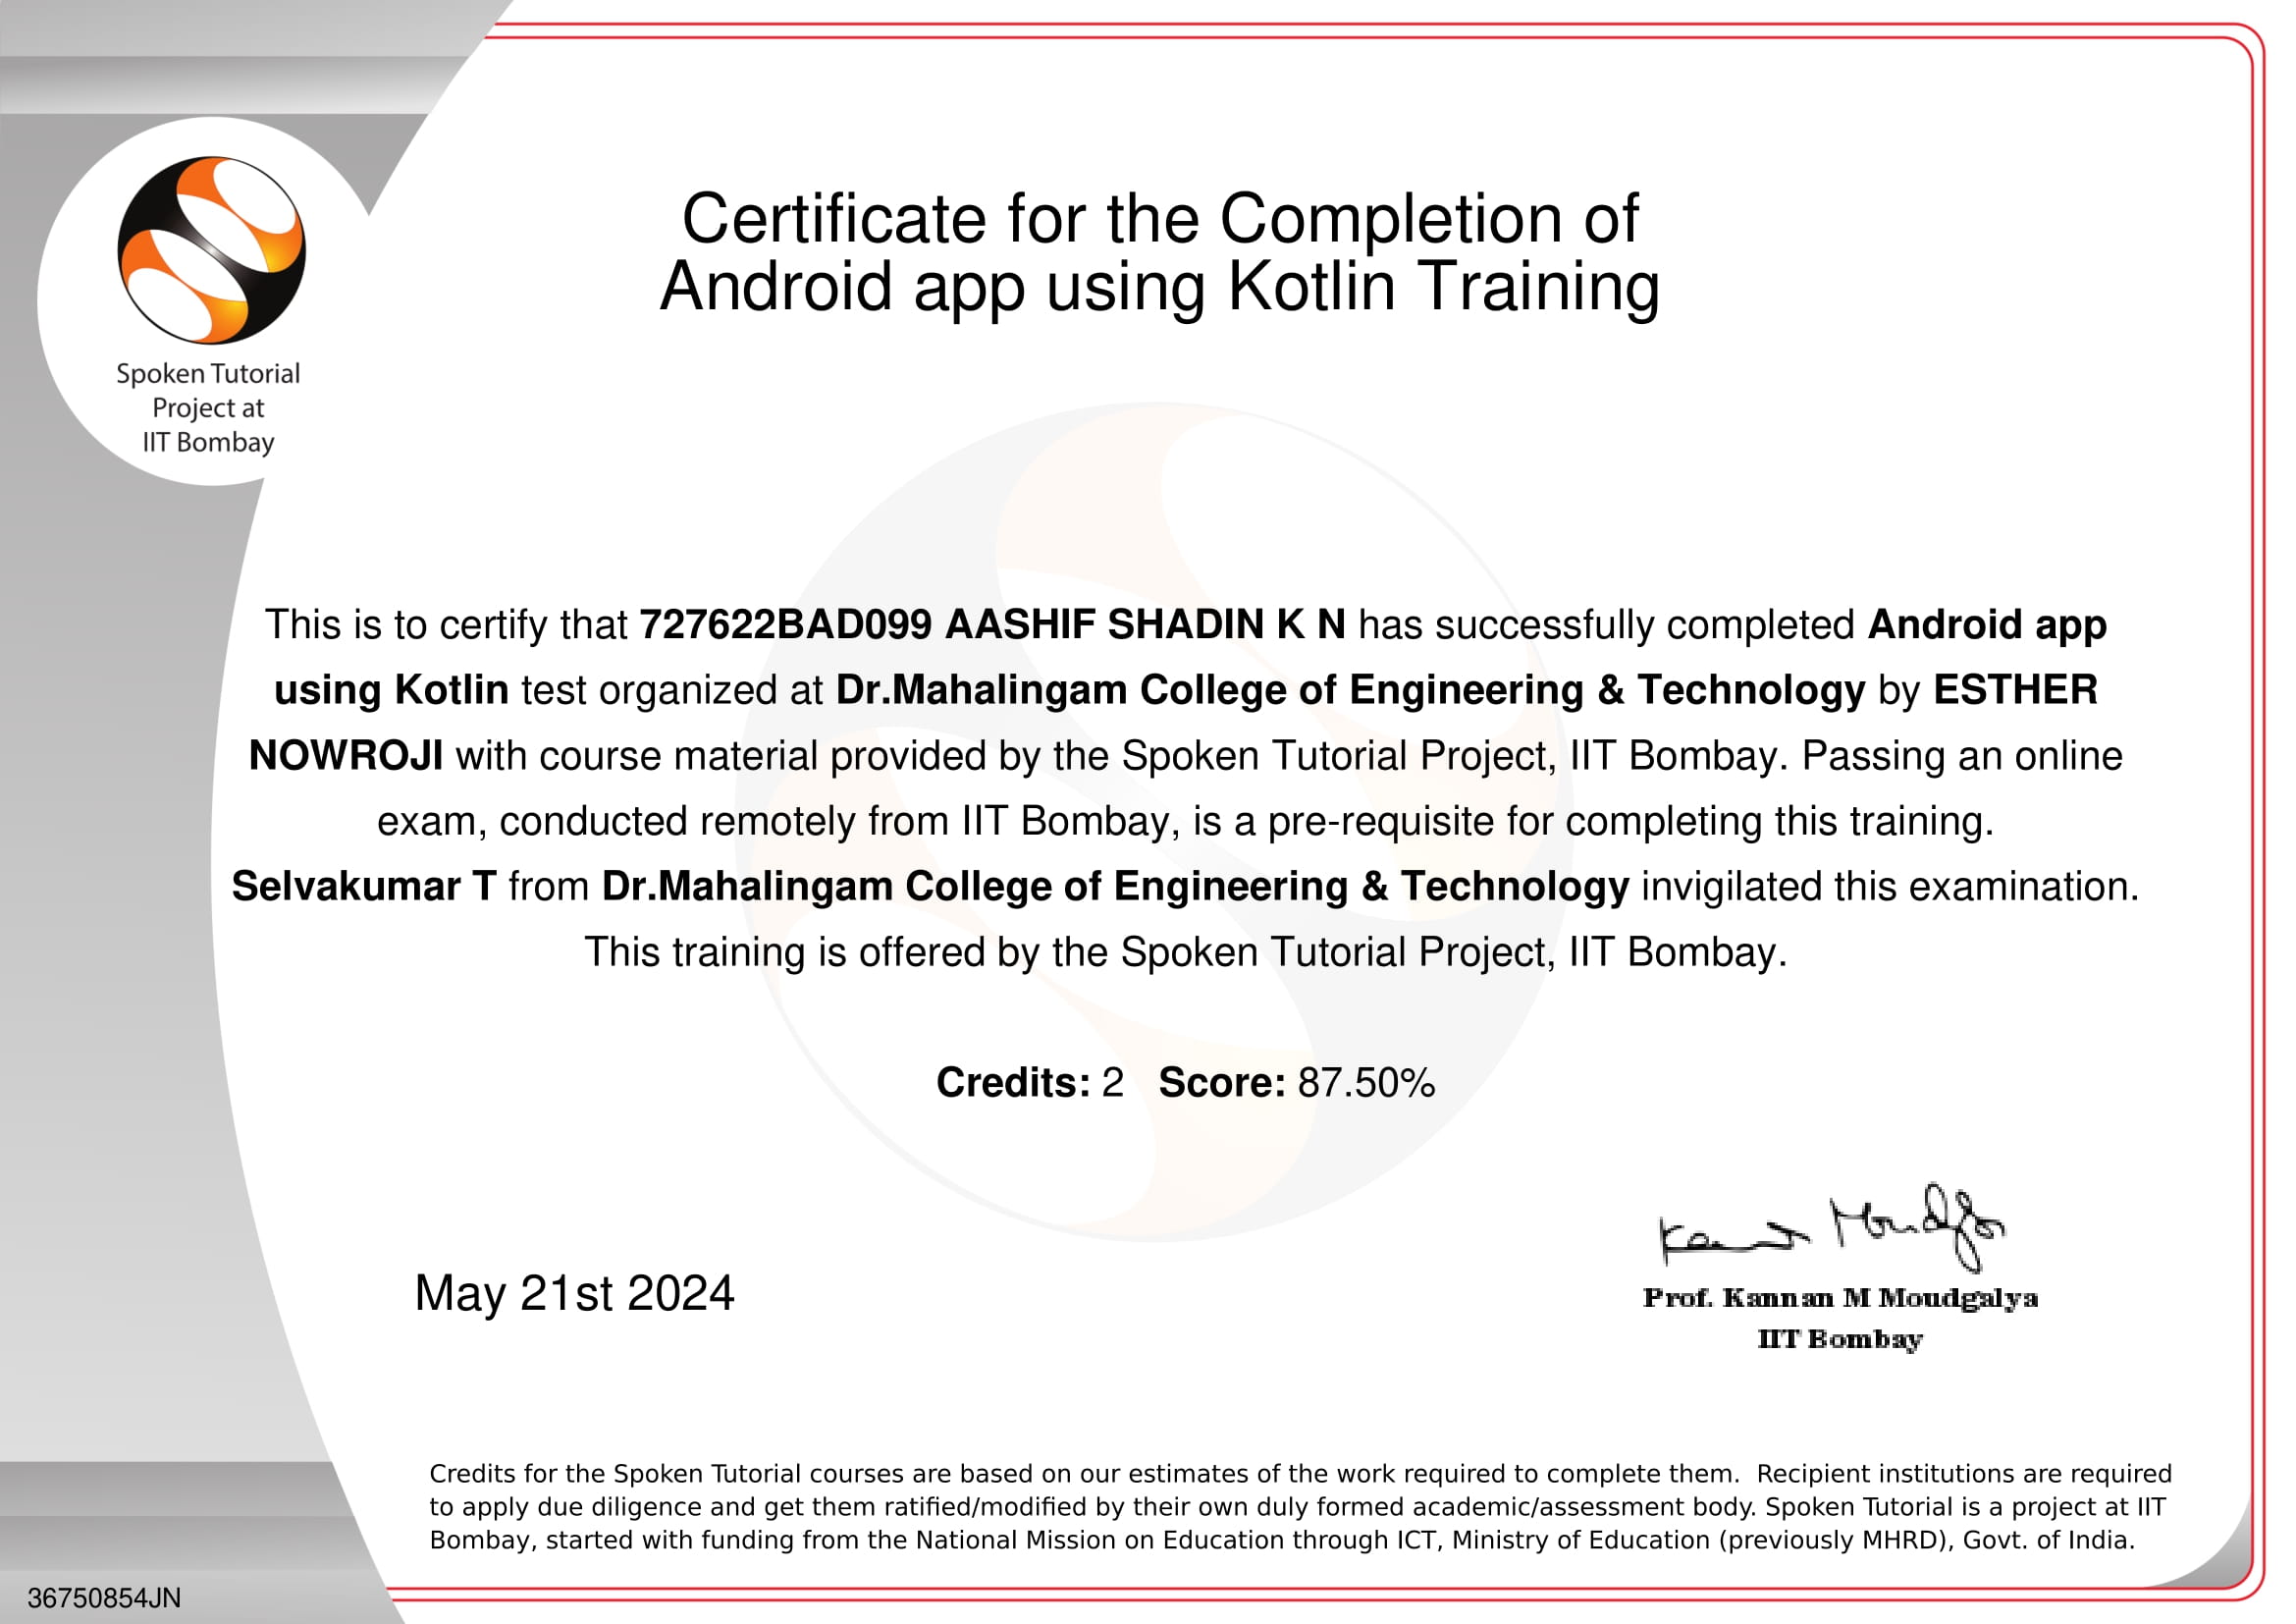 Spoken Tutorial
Project at
IIT Bombay
Certificate for the Completion of
Android app using Kotlin Training
This is to certify that 727622BAD099 AASHIF SHADIN K N has successfully completed Android app
using Kotlin test organized at Dr.Mahalingam College of Engineering & Technology by ESTHER
NOWROJI with course material provided by the Spoken Tutorial Project, IIT Bombay. Passing an online
exam, conducted remotely from IIT Bombay, is a pre-requisite for completing this training.
Selvakumar T from Dr.Mahalingam College of Engineering & Technology invigilated this examination.
This training is offered by the Spoken Tutorial Project, IIT Bombay.
Credits: 2 Score: 87.50%
May 21st 2024
Kannan Moudgalya
Prof. Kannan M Moudgalya
IIT Bombay
Credits for the Spoken Tutorial courses are based on our estimates of the work required to complete them. Recipient institutions are required
to apply due diligence and get them ratified/modified by their own duly formed academic/assessment body. Spoken Tutorial is a project at IIT
Bombay, started with funding from the National Mission on Education through ICT, Ministry of Education (previously MHRD), Govt. of India.
36750854JN